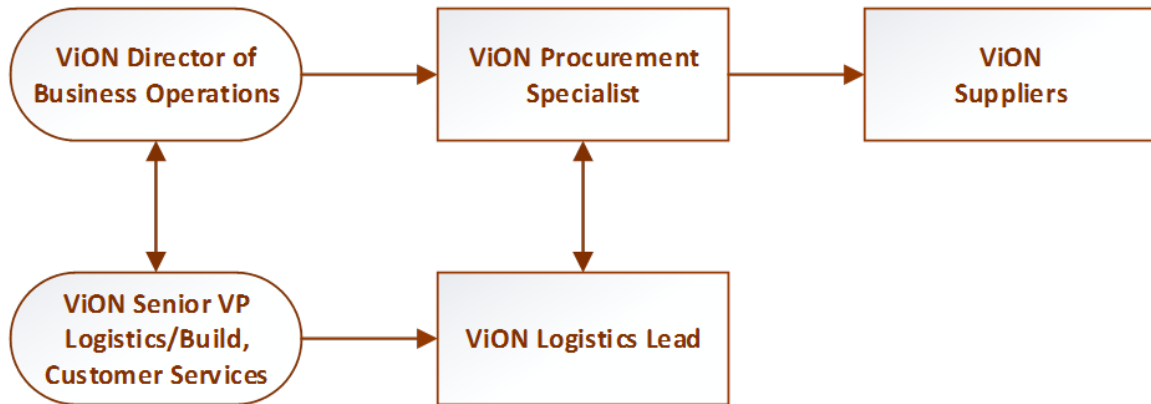 ViON Director of
Business Operations
ViON Procurement
Specialist
ViON
Suppliers
ViON Senior VP
Logistics/Build,
Customer Services
ViON Logistics Lead